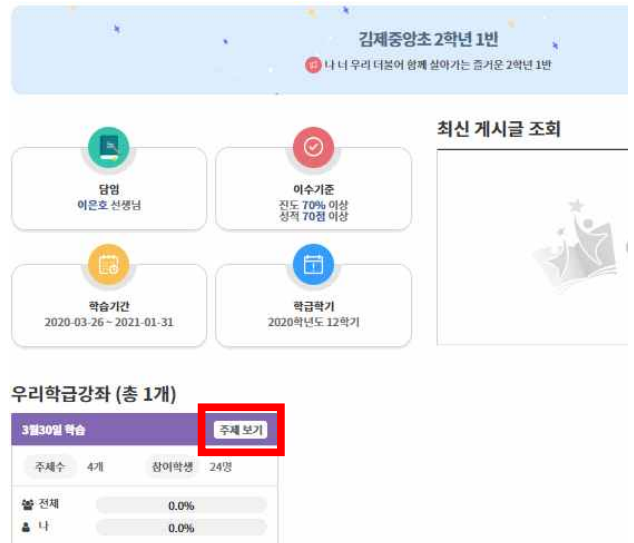 김제중앙초 2학년 1반
나 너 우리 더불어 함께 살아가는 즐거운 2학년 1반
최신 게시글 조회
담임
이은호 선생님
이수기준
진도 70% 이상
성적 70점 이상
학습기간
2020-03-26 ~ 2021-01-31
학급학기
2020학년도 12학기
우리학급강좌 (총 1개)
3월30일 학습 주제 보기
주제수 4개 참여학생 24명
전체 0.0%
나 0.0%